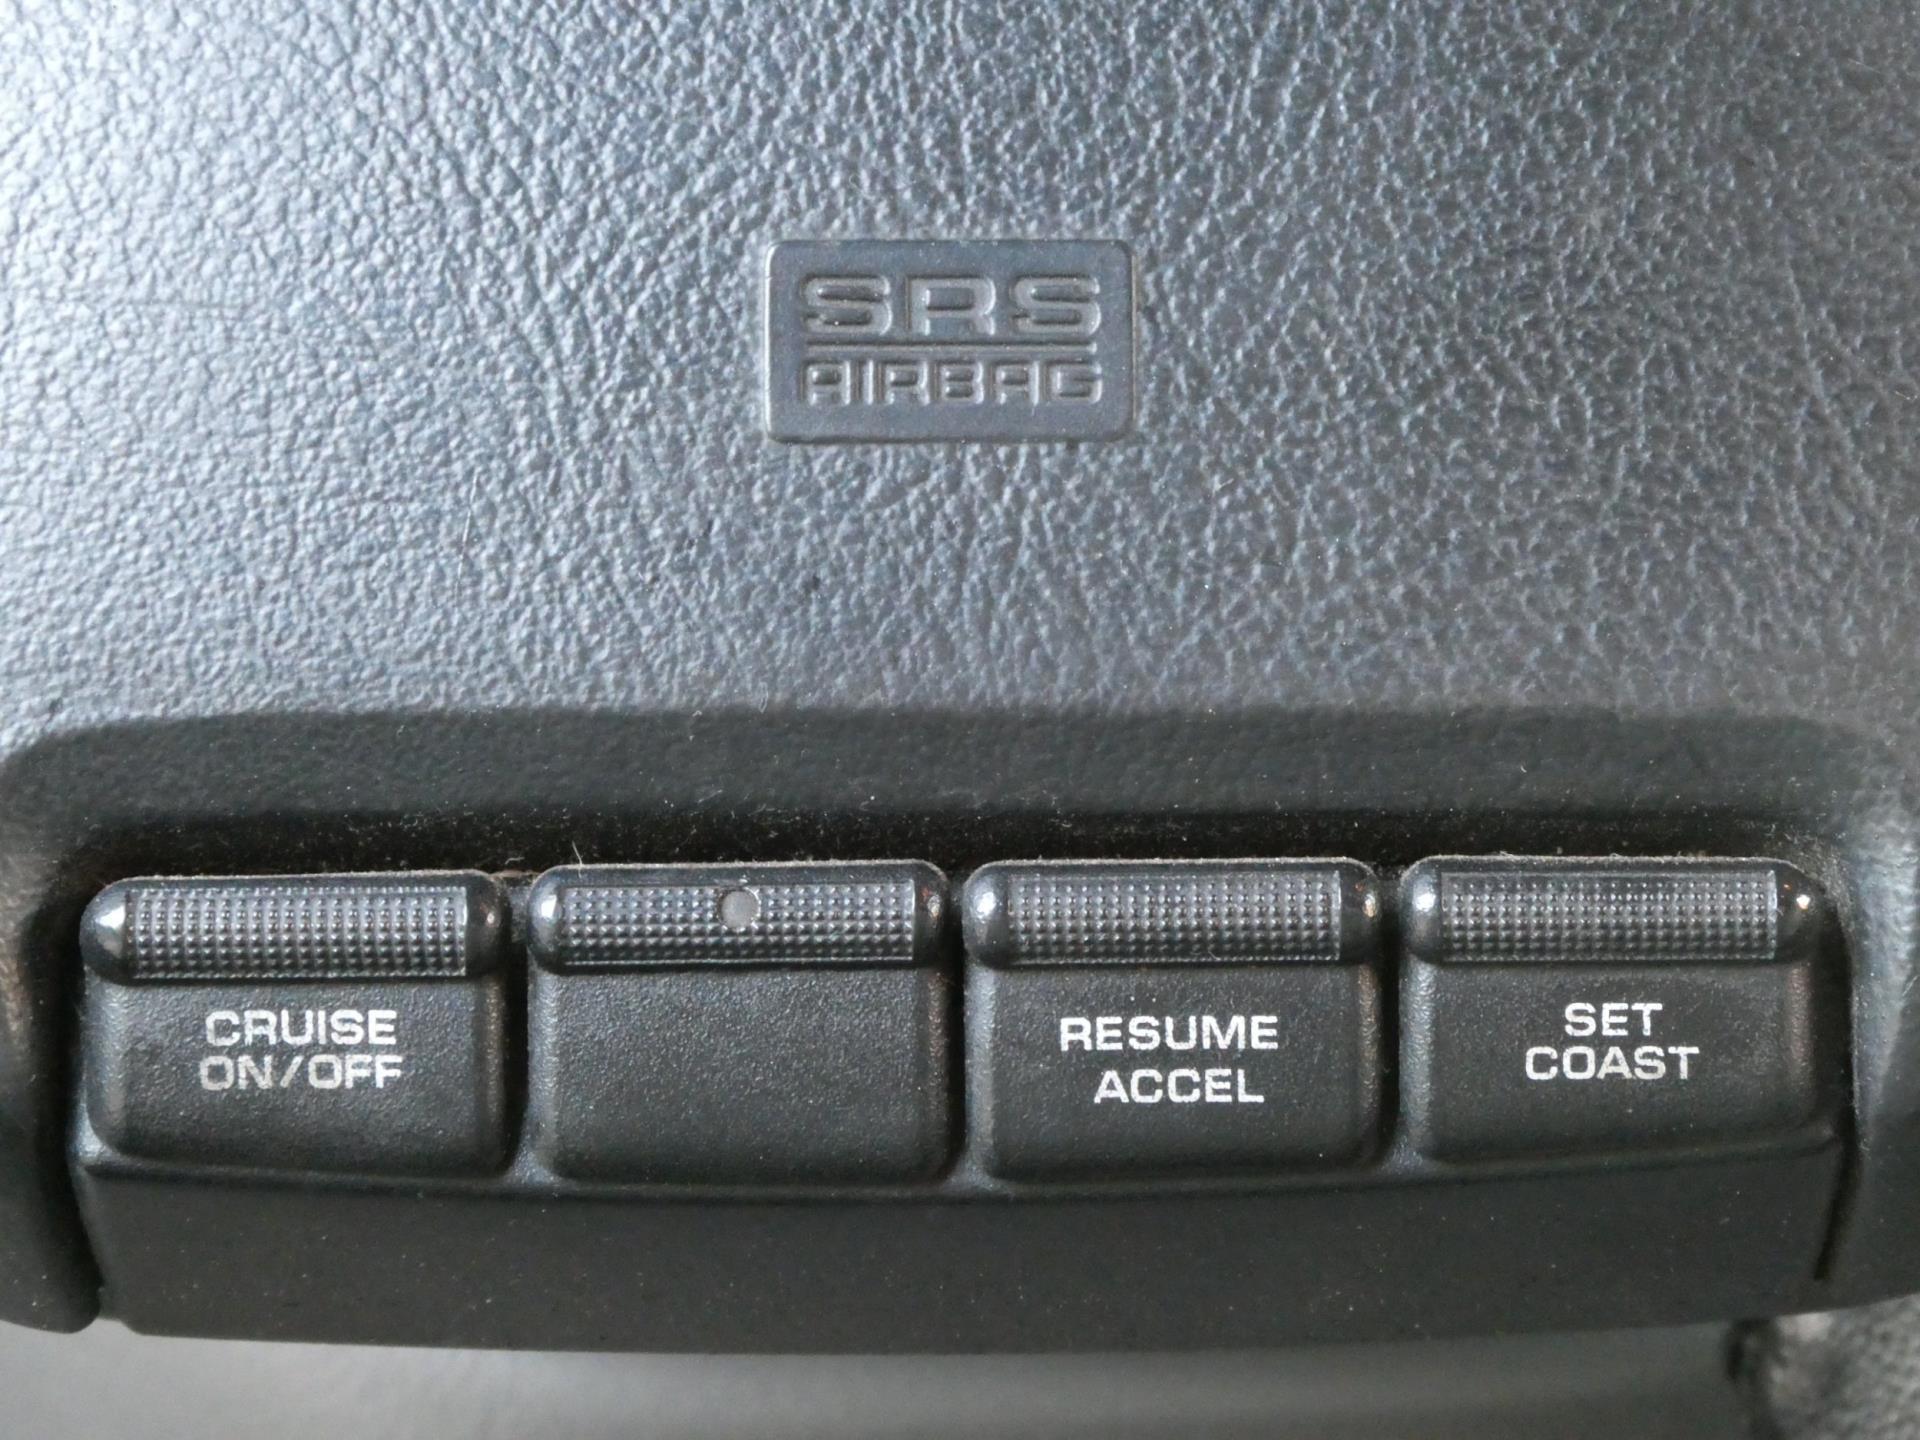 SRS
AIRBAG
CRUISE
ON/OFF
RESUME
ACCEL
SET
COAST